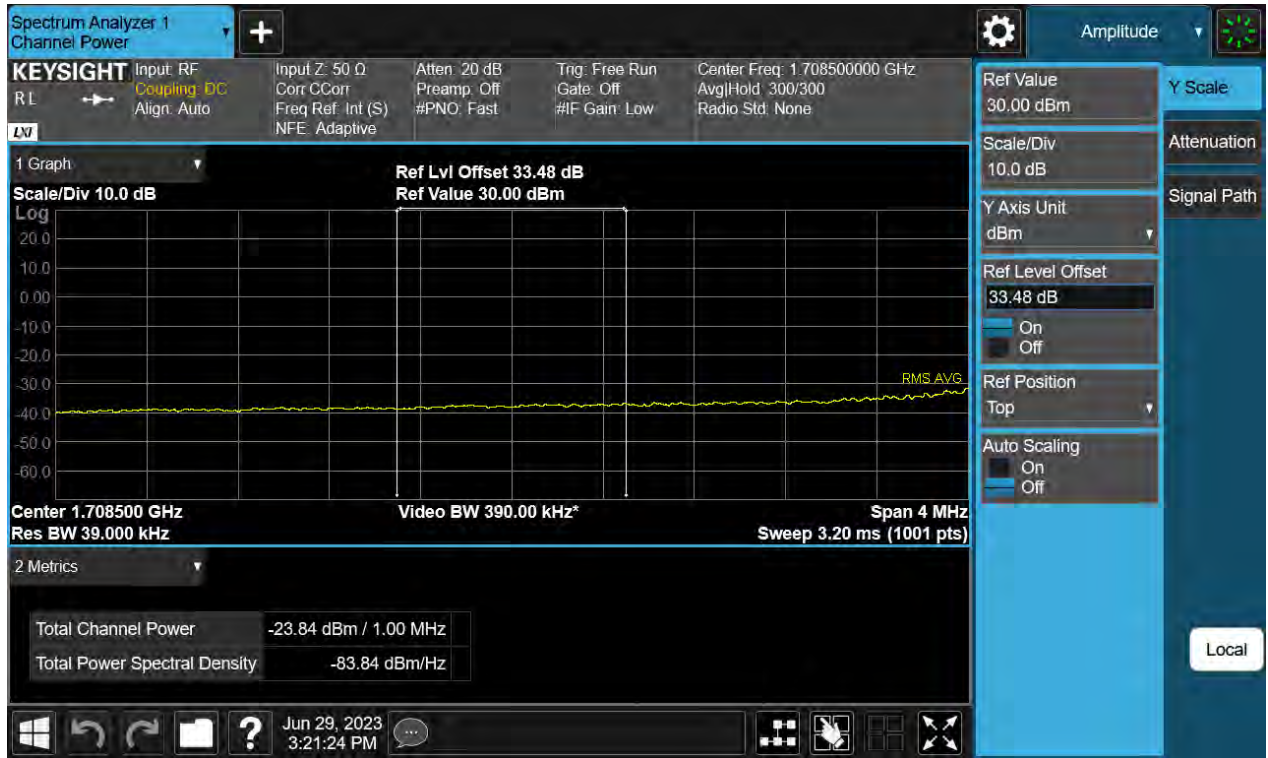 Spectrum Analyzer 1
Channel Power
Amplitude
KEYSIGHT
RL
LXI
Input: RF
Coupling: DC
Align: Auto
Input Z: 50 Ω
Corr CCorr
Freq Ref: Int (S)
NFE: Adaptive
Atten: 20 dB
Preamp: Off
#PNO: Fast
Trig: Free Run
Gate: Off
#IF Gain: Low
Center Freq: 1.708500000 GHz
Avg|Hold: 300/300
Radio Std: None
1 Graph
Scale/Div 10.0 dB
Ref Lvl Offset 33.48 dB
Ref Value 30.00 dBm
Log
20.0
10.0
0.00
-10.0
-20.0
-30.0
-40.0
-50.0
-60.0
RMS AVG
Center 1.708500 GHz
Res BW 39.000 kHz
Video BW 390.00 kHz*
Span 4 MHz
Sweep 3.20 ms (1001 pts)
2 Metrics
Total Channel Power -23.84 dBm / 1.00 MHz
Total Power Spectral Density -83.84 dBm/Hz
?
Jun 29, 2023
3:21:24 PM
Ref Value
30.00 dBm
Scale/Div
10.0 dB
Y Axis Unit
dBm
Ref Level Offset
33.48 dB
On
Off
Ref Position
Top
Auto Scaling
On
Off
Y Scale
Attenuation
Signal Path
Local